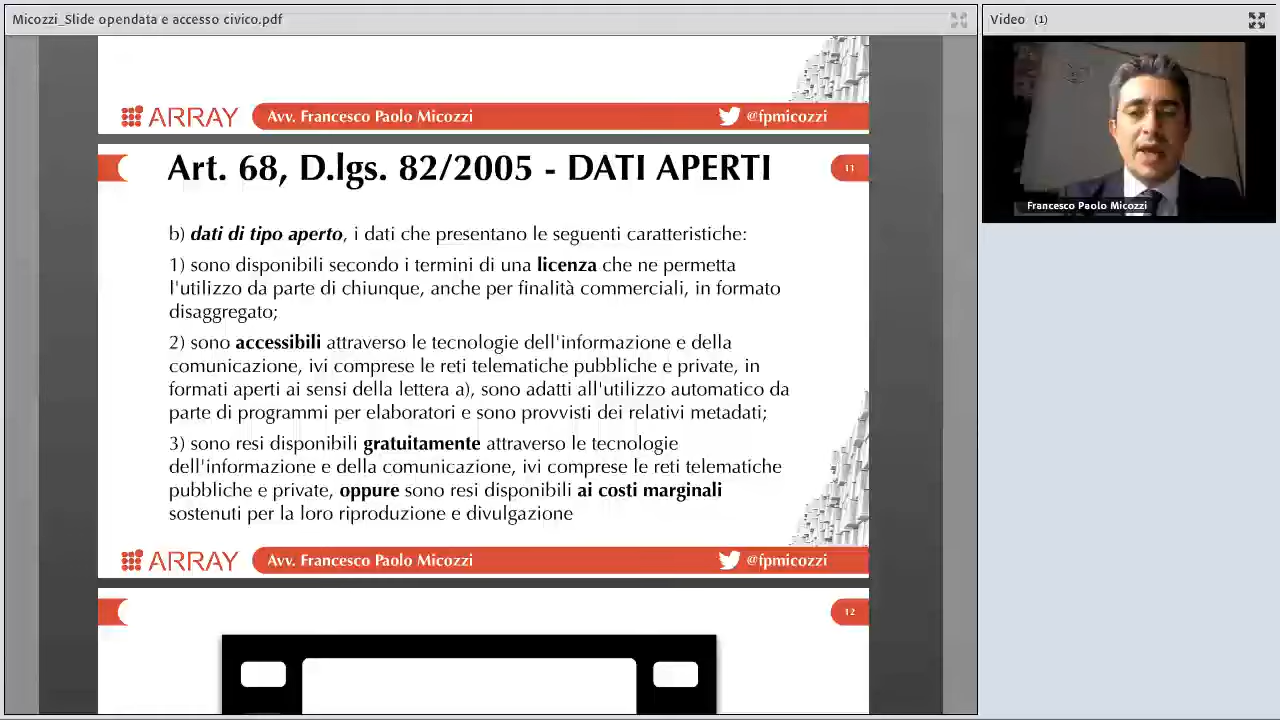 Micozzi_Slide opendata e accesso civico.pdf
Video (1)
ARRAY
Avv. Francesco Paolo Micozzi
@fpmicozzi
Art. 68, D.lgs. 82/2005 - DATI APERTI
11
b) dati di tipo aperto, i dati che presentano le seguenti caratteristiche:
1) sono disponibili secondo i termini di una licenza che ne permetta
l'utilizzo da parte di chiunque, anche per finalità commerciali, in formato
disaggregato;
2) sono accessibili attraverso le tecnologie dell'informazione e della
comunicazione, ivi comprese le reti telematiche pubbliche e private, in
formati aperti ai sensi della lettera a), sono adatti all'utilizzo automatico da
parte di programmi per elaboratori e sono provvisti dei relativi metadati;
3) sono resi disponibili gratuitamente attraverso le tecnologie
dell'informazione e della comunicazione, ivi comprese le reti telematiche
pubbliche e private, oppure sono resi disponibili ai costi marginali
sostenuti per la loro riproduzione e divulgazione
ARRAY
Avv. Francesco Paolo Micozzi
@fpmicozzi
12
Francesco Paolo Micozzi